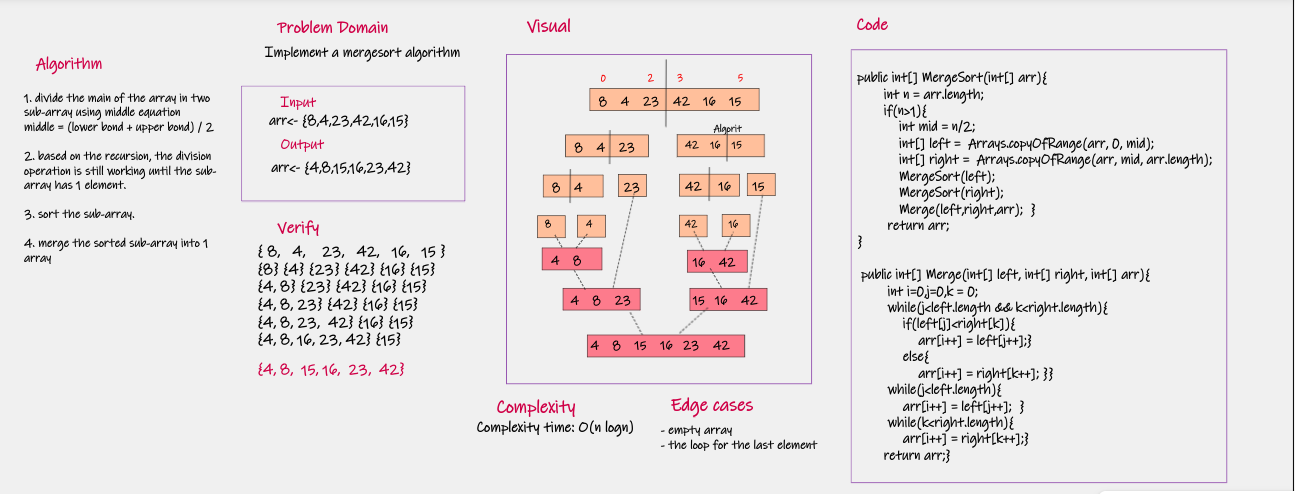 Algorithm
1. divide the main of the array in two
sub-array using middle equation
middle = (lower bond + upper bond) / 2
2. based on the recursion, the division
operation is still working until the sub-
array has 1 element.
3. sort the sub-array.
4. merge the sorted sub-array into 1
array
Problem Domain
Implement a mergesort algorithm
Input
arr<- {8,4,23,42,16,15}
Output
arr<- {4,8,15,16,23,42}
Verify
{ 8, 4, 23, 42, 16, 15 }
{8} {4} {23} {42} {16} {15}
{4, 8} {23} {42} {16} {15}
{4, 8, 23} {42} {16} {15}
{4, 8, 23, 42} {16} {15}
{4, 8, 16, 23, 42} {15}
{4, 8, 15, 16, 23, 42}
Visual
0 2 3 5
8 4 23 42 16 15
Algorit
8 4 23 42 16 15
8 4 23 42 16 15
8 4 42 16
4 8 16 42
4 8 23 15 16 42
4 8 15 16 23 42
Complexity
Complexity time: O(n logn)
Edge cases
- empty array
- the loop for the last element
Code
public int[] MergeSort(int[] arr){
int n = arr.length;
if(n>1){
int mid = n/2;
int[] left = Arrays.copyOfRange(arr, 0, mid);
int[] right = Arrays.copyOfRange(arr, mid, arr.length);
MergeSort(left);
MergeSort(right);
Merge(left,right,arr); }
return arr;
}
public int[] Merge(int[] left, int[] right, int[] arr){
int i=0,j=0,k = 0;
while(j<left.length && k<right.length){
if(left[j]<right[k]){
arr[i++] = left[j++];}
else{
arr[i++] = right[k++]; }}
while(j<left.length){
arr[i++] = left[j++]; }
while(k<right.length){
arr[i++] = right[k++];}
return arr;}